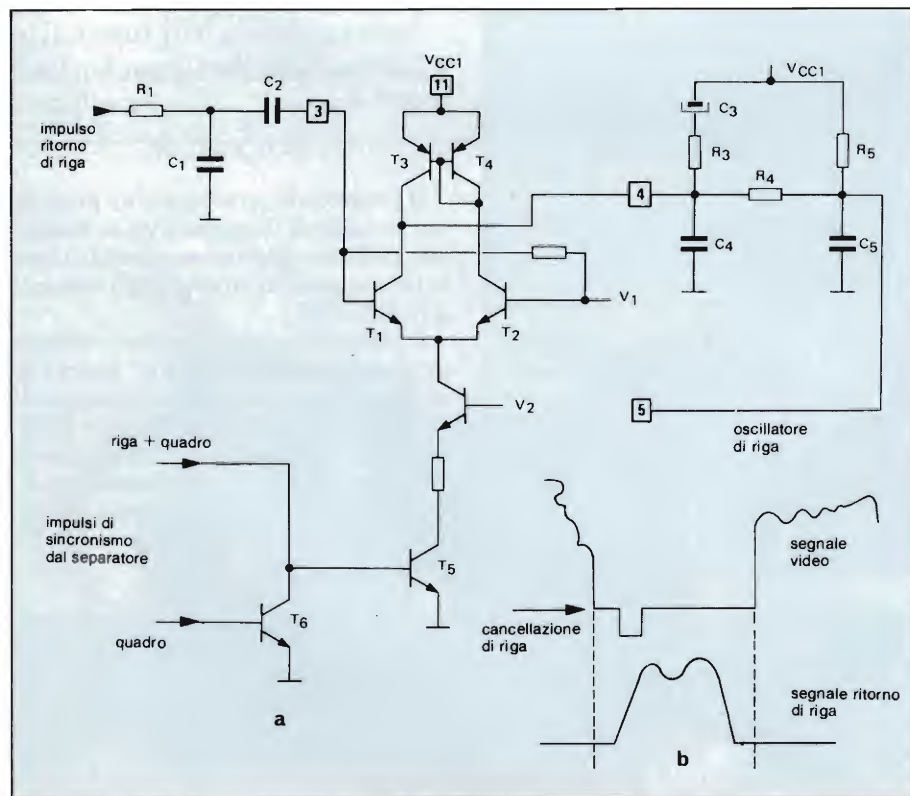 VCC1
11
R1
C2
3
impulso
ritorno
di riga
C1
T3
T4
VCC1
C3
R3
R5
4
R4
C4
C5
V1
T1
T2
V2
5
oscillatore
di riga
riga + quadro
impulsi di
sincronismo
dal separatore
T5
T6
quadro
segnale
video
cancellazione
di riga
segnale ritorno
di riga
a
b